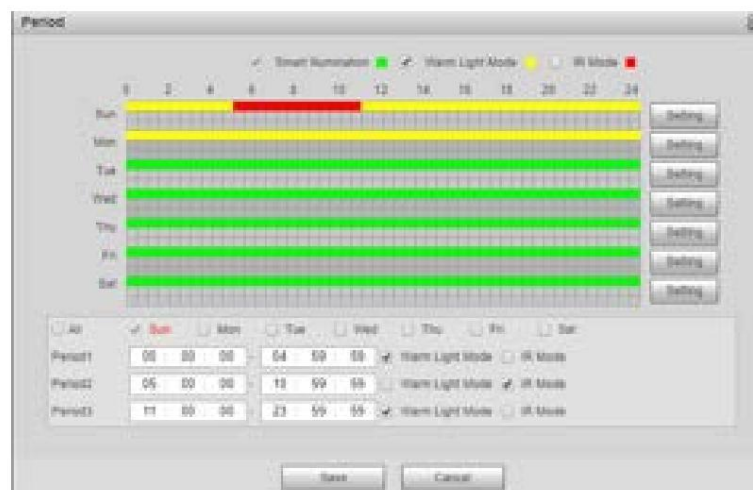 Period
Smart Illumination Warm Light Mode IR Mode
0 2 4 6 8 10 12 14 16 18 20 22 24
Sun Setting
Mon Setting
Tue Setting
Wed Setting
Thu Setting
Fri Setting
Sat Setting
All Sun Mon Tue Wed Thu Fri Sat
Period1 00 : 00 : 00 - 04 : 59 : 59 Warm Light Mode IR Mode
Period2 05 : 00 : 00 - 10 : 59 : 59 Warm Light Mode IR Mode
Period3 11 : 00 : 00 - 23 : 59 : 59 Warm Light Mode IR Mode
Save Cancel